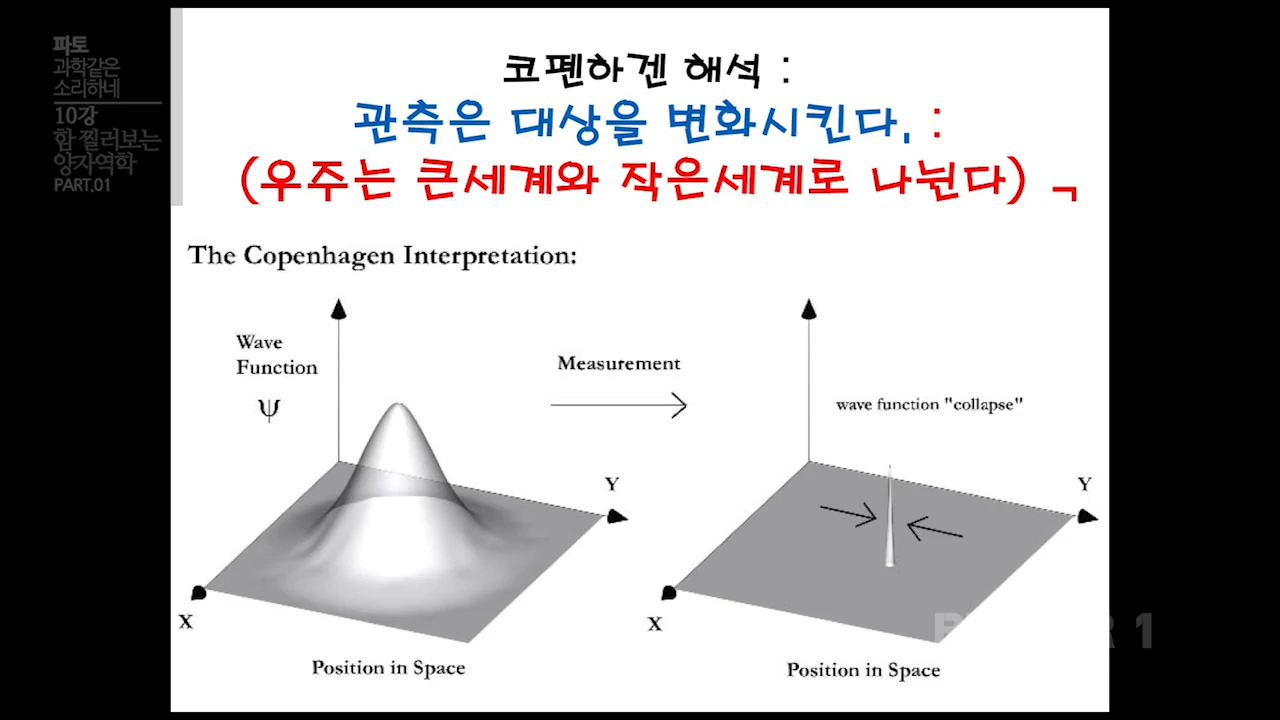 파토
과학같은
소리하네
10강
함 찔러보는
양자역학
PART.01
코펜하겐 해석 :
관측은 대상을 변화시킨다. :
(우주는 큰세계와 작은세계로 나뉜다) ㄱ
The Copenhagen Interpretation:
Wave
Function
ψ
Measurement
wave function "collapse"
Y
X
Position in Space
Y
X
Position in Space
R 1